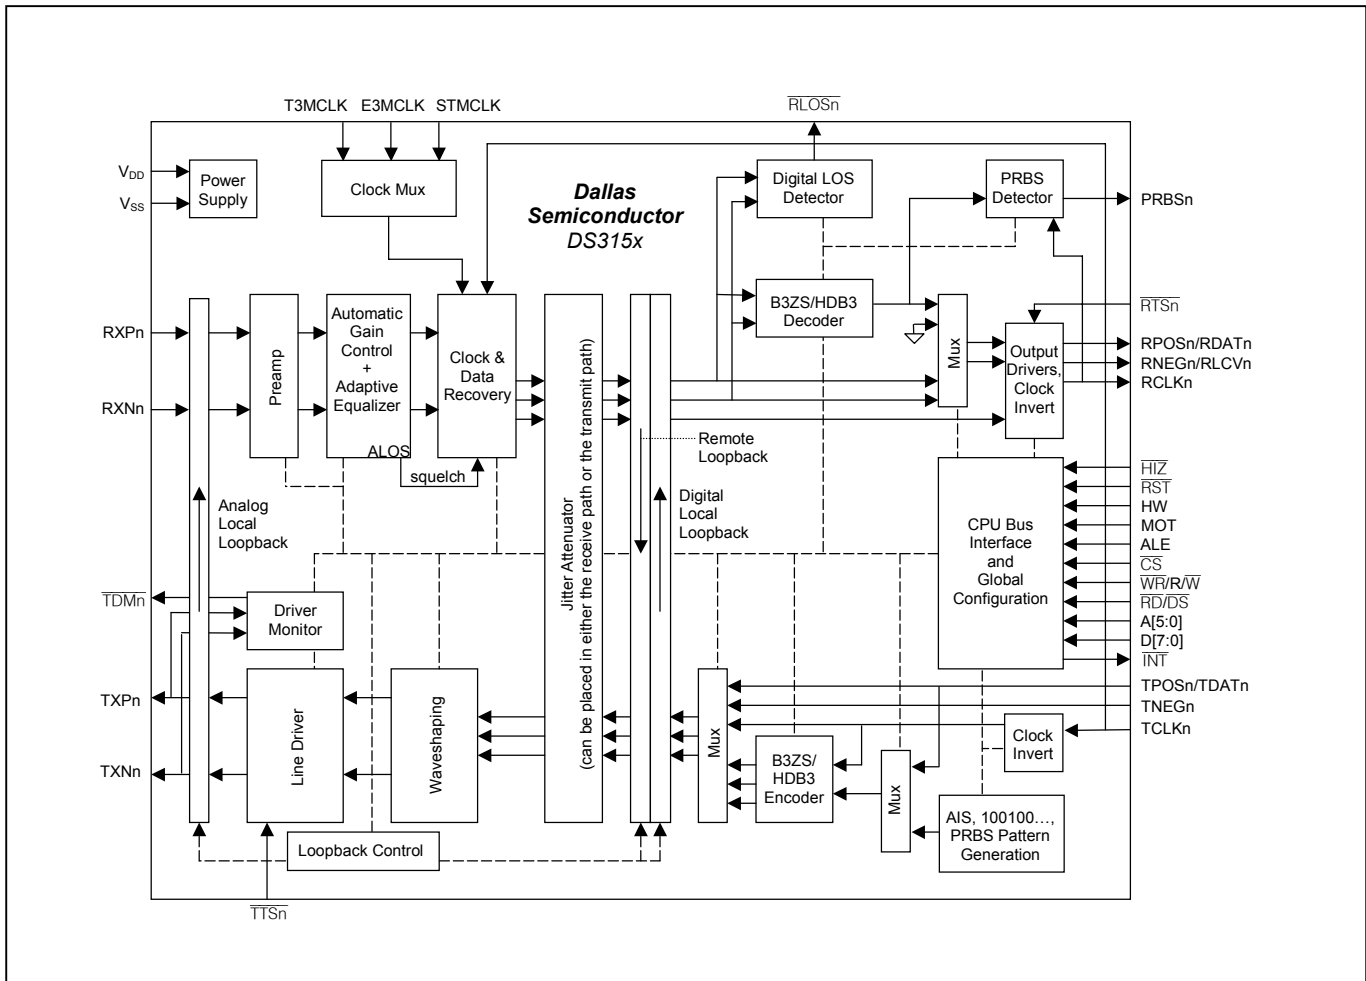 T3MCLK E3MCLK STMCLK
RLOSn
VDD
VSS
Power
Supply
Clock Mux
Dallas
Semiconductor
DS315x
Digital LOS
Detector
PRBS
Detector
PRBSn
RXPn
RXNn
Preamp
Automatic
Gain
Control
+
Adaptive
Equalizer
ALOS
squelch
Clock &
Data
Recovery
Jitter Attenuator
(can be placed in either the receive path or the transmit path)
B3ZS/HDB3
Decoder
Mux
Output
Drivers,
Clock
Invert
RTSn
RPOSn/RDATn
RNEGn/RLCVn
RCLKn
Remote
Loopback
Analog
Local
Loopback
Digital
Local
Loopback
CPU Bus
Interface
and
Global
Configuration
HIZ
RST
HW
MOT
ALE
CS
WR/R/W
RD/DS
A[5:0]
D[7:0]
INT
TDMn
Driver
Monitor
TXPn
TXNn
Line Driver
Waveshaping
Mux
B3ZS/
HDB3
Encoder
Mux
TPOSn/TDATn
TNEGn
TCLKn
Clock
Invert
AIS, 100100…,
PRBS Pattern
Generation
Loopback Control
TTSn